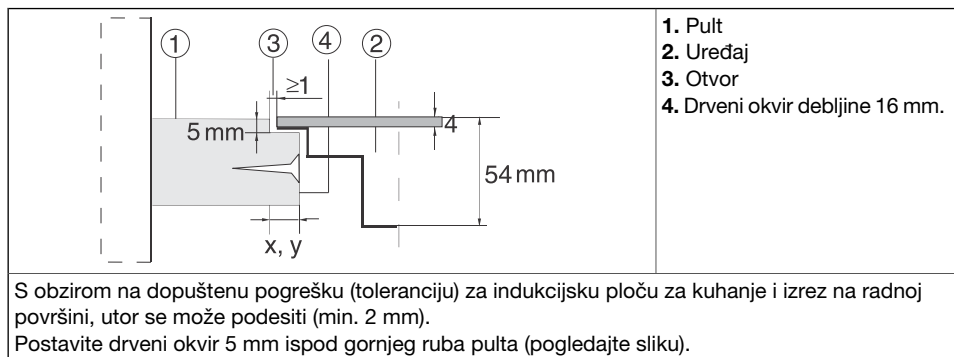 1 3 4 2
≥1
5 mm
4
54 mm
x, y
1. Pult
2. Uređaj
3. Otvor
4. Drveni okvir debljine 16 mm.
S obzirom na dopuštenu pogrešku (toleranciju) za indukcijsku ploču za kuhanje i izrez na radnoj
površini, utor se može podesiti (min. 2 mm).
Postavite drveni okvir 5 mm ispod gornjeg ruba pulta (pogledajte sliku).